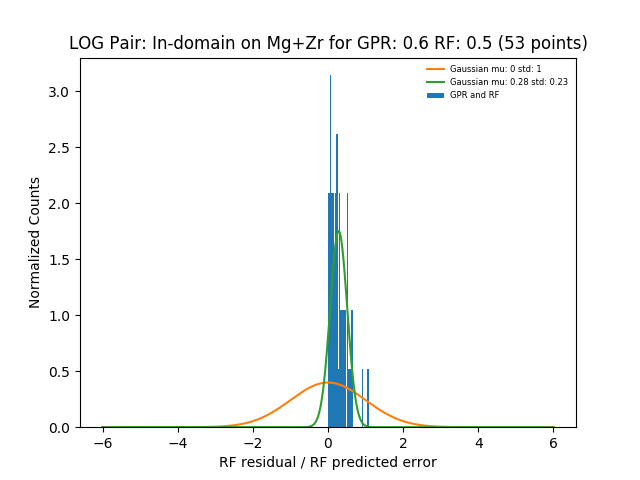 LOG Pair: In-domain on Mg+Zr for GPR: 0.6 RF: 0.5 (53 points)
Gaussian mu: 0 std: 1
Gaussian mu: 0.28 std: 0.23
GPR and RF
Normalized Counts
3.0
2.5
2.0
1.5
1.0
0.5
0.0
−6 −4 −2 0 2 4 6
RF residual / RF predicted error